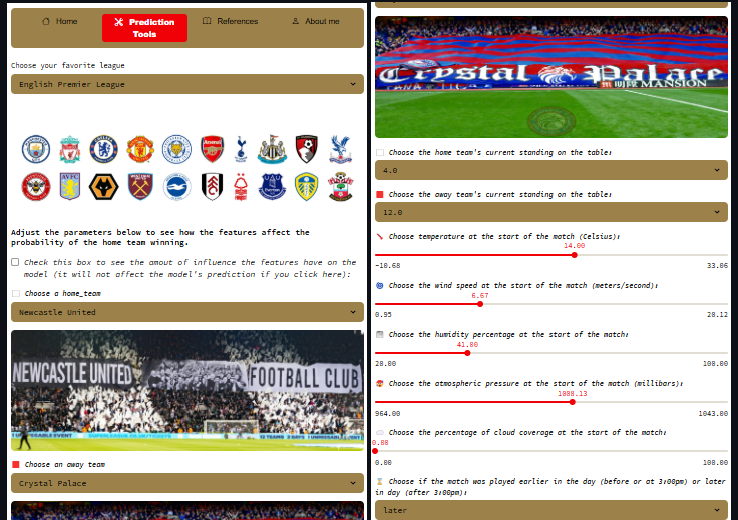 Home
Prediction
Tools
References
About me
Choose your favorite league
English Premier League
Adjust the parameters below to see how the features affect the
probability of the home team winning.
Check this box to see the amout of influence the features have on the
model (it will not affect the model's prediction if you click here):
Choose a home_team
Newcastle United
NEWCASTLE UNITED
FOOTBALL CLUB
Choose an away team
Crystal Palace
Crystal Palace
MANSION
Choose the home team's current standing on the table:
4.0
Choose the away team's current standing on the table:
12.0
Choose temperature at the start of the match (Celsius):
14.00
-10.68
33.06
Choose the wind speed at the start of the match (meters/second):
6.67
0.95
20.12
Choose the humidity percentage at the start of the match:
41.00
20.00
100.00
Choose the atmospheric pressure at the start of the match (millibars):
1008.13
964.00
1043.00
Choose the percentage of cloud coverage at the start of the match:
0.00
0.00
100.00
Choose if the match was played earlier in the day (before or at 3:00pm) or later
in day (after 3:00pm):
later